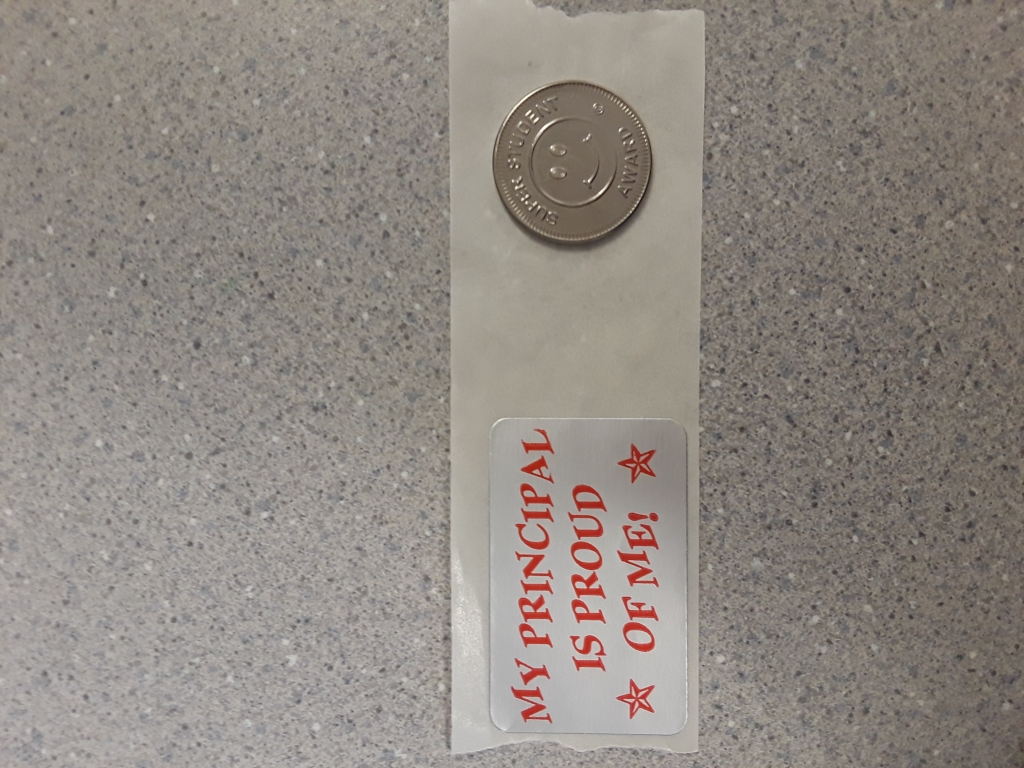 MY PRINCIPAL
IS PROUD
OF ME!
SUPER STUDENT
AWARD